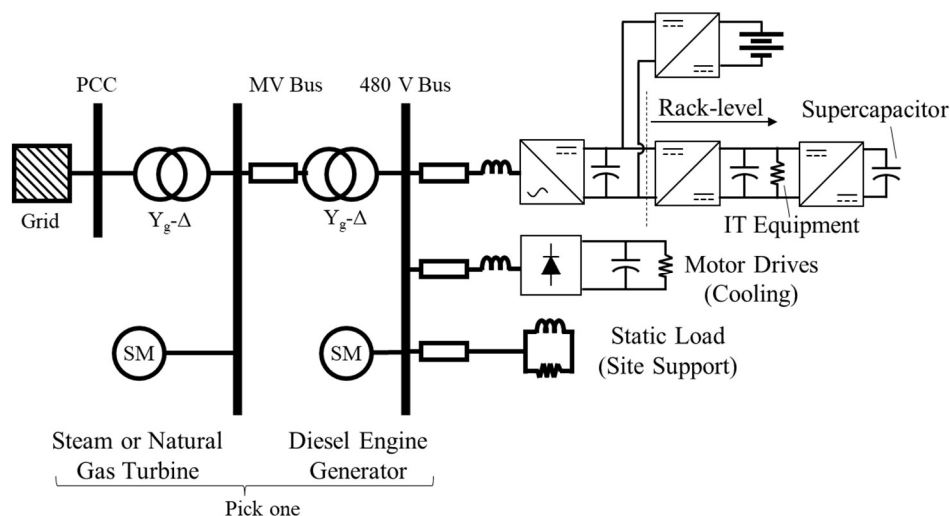 PCC
MV Bus
480 V Bus
Rack-level
Supercapacitor
Grid
Yg-Δ
Yg-Δ
IT Equipment
Motor Drives
(Cooling)
SM
SM
Static Load
(Site Support)
Steam or Natural
Gas Turbine
Diesel Engine
Generator
Pick one